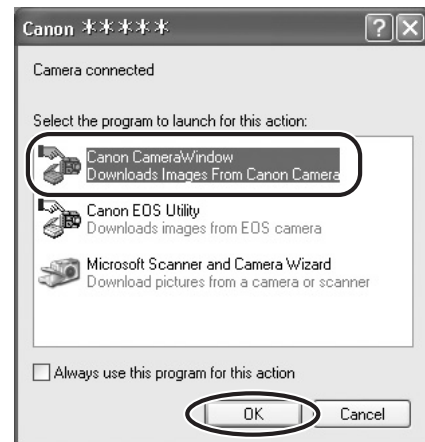 Canon *****
Camera connected
Select the program to launch for this action:
Canon CameraWindow
Downloads Images From Canon Camera
Canon EOS Utility
Downloads images from EOS camera
Microsoft Scanner and Camera Wizard
Download pictures from a camera or scanner
Always use this program for this action
OK Cancel